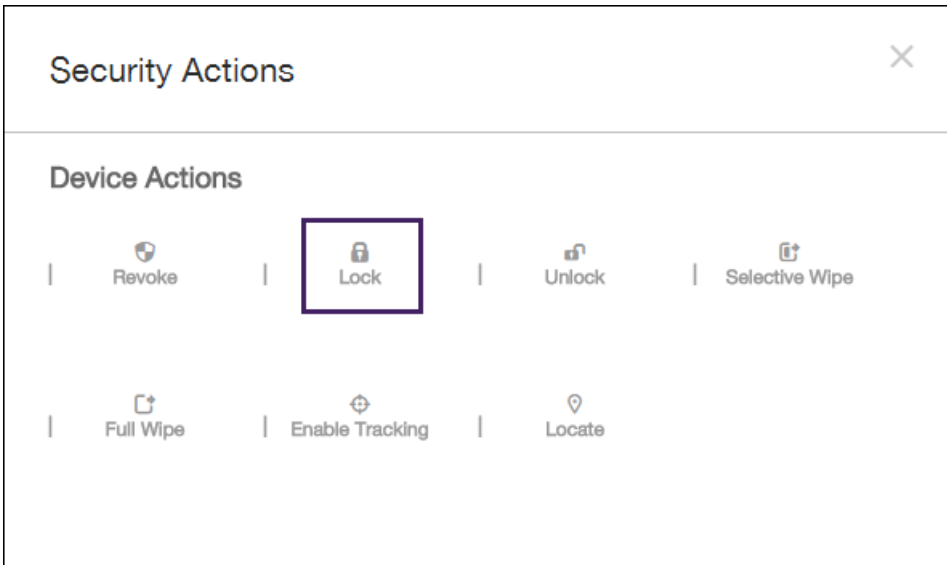 Security Actions
Device Actions
Revoke
Lock
Unlock
Selective Wipe
Full Wipe
Enable Tracking
Locate